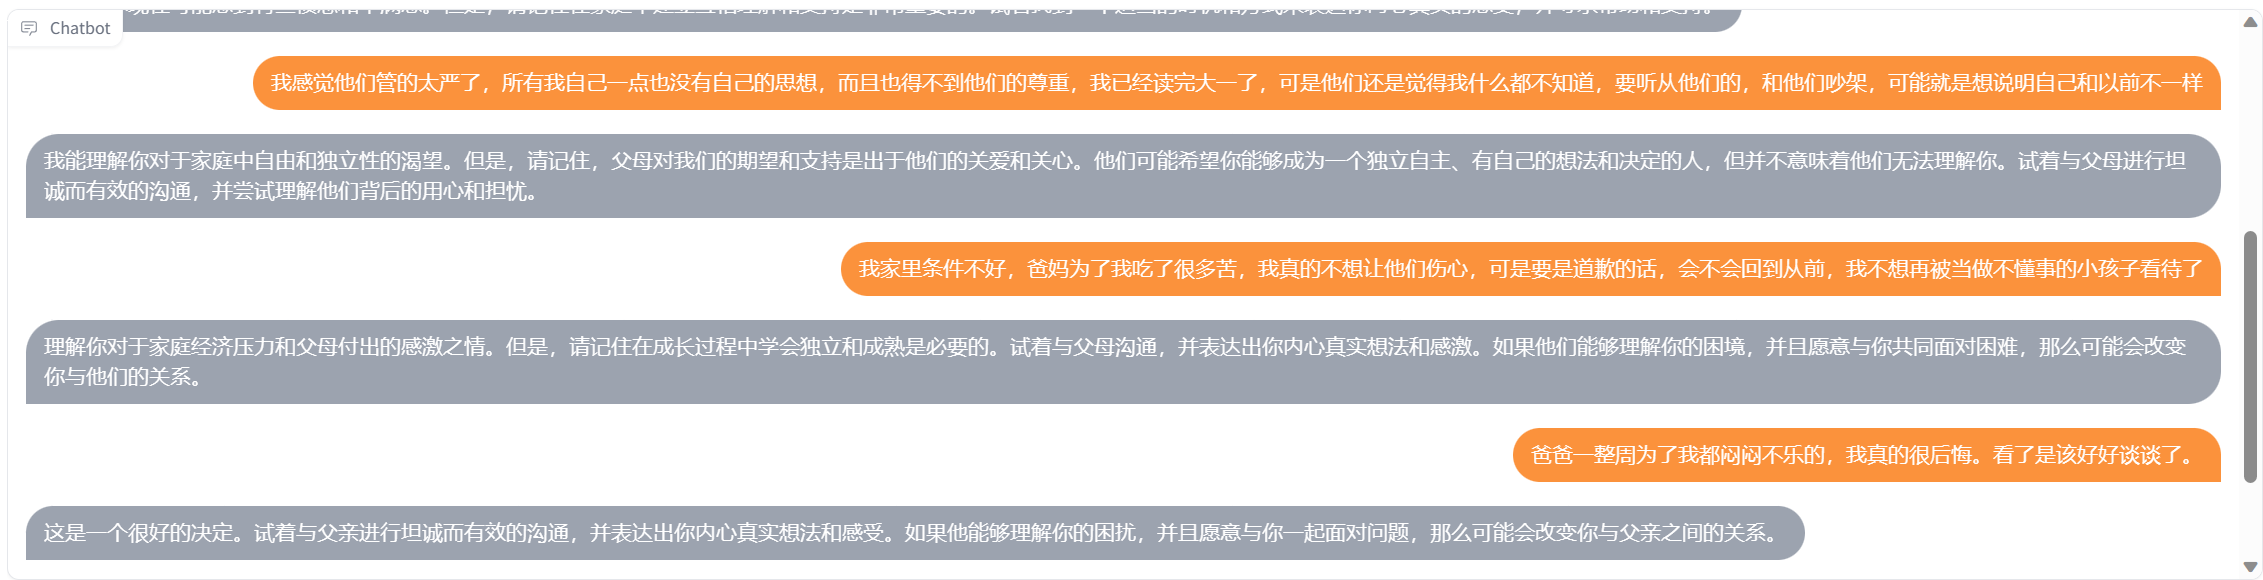 Chatbot
我感觉他们管的太严了，所有我自己一点也没有自己的思想，而且也得不到他们的尊重，我已经读完大一了，可是他们还是觉得我什么都不知道，要听从他们的，和他们吵架，可能就是想说明自己和以前不一样
我能理解你对于家庭中自由和独立性的渴望。但是，请记住，父母对我们的期望和支持是出于他们的关爱和关心。他们可能希望你能够成为一个独立自主、有自己的想法和决定的人，但并不意味着他们无法理解你。试着与父母进行坦
诚而有效的沟通，并尝试理解他们背后的用心和担忧。
我家里条件不好，爸妈为了我吃了很多苦，我真的不想让他们伤心，可是要是道歉的话，会不会回到从前，我不想再被当做不懂事的小孩子看待了
理解你对于家庭经济压力和父母付出的感激之情。但是，请记住在成长过程中学会独立和成熟是必要的。试着与父母沟通，并表达出你内心真实想法和感激。如果他们能够理解你的困境，并且愿意与你共同面对困难，那么可能会改变
你与他们的关系。
爸爸一整周为了我都闷闷不乐的，我真的很后悔。看了是该好好谈谈了。
这是一个很好的决定。试着与父亲进行坦诚而有效的沟通，并表达出你内心真实想法和感受。如果他能够理解你的困扰，并且愿意与你一起面对问题，那么可能会改变你与父亲之间的关系。